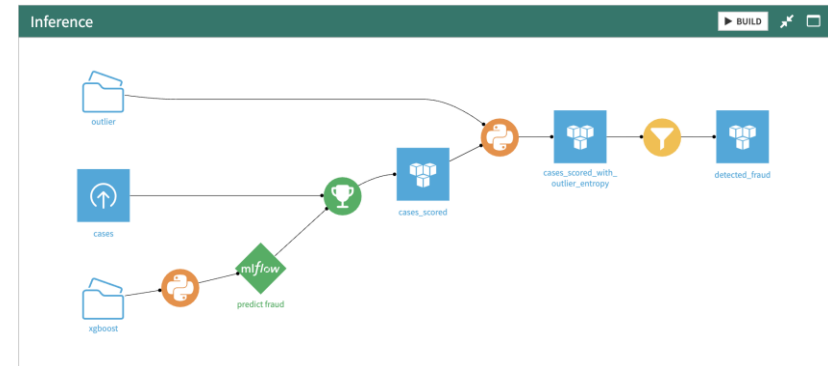 Inference
BUILD
outlier
cases
xgboost
mlflow
predict fraud
cases_scored
cases_scored_with_
outlier_entropy
detected_fraud